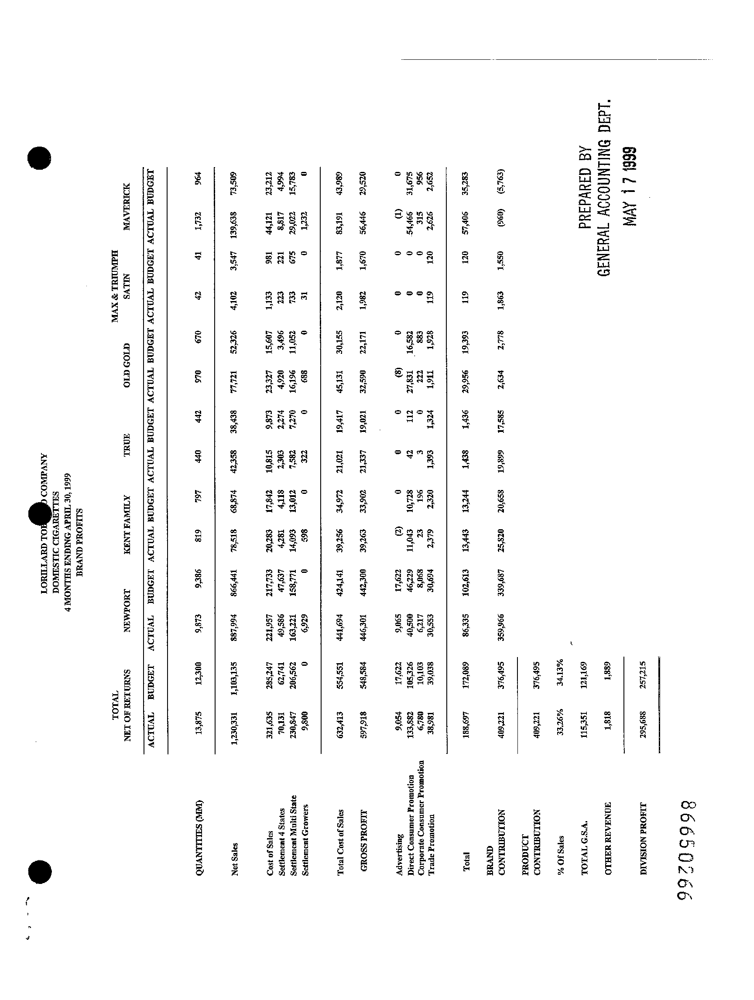 LORILLARD TOB D COMPANY
DOMESTIC CIGARETTES
4 MONTHS ENDING APRIL 30, 1999
BRAND PROFITS
TOTAL NET OF RETURNS NEWPORT KENT FAMILY TRUE OLD GOLD MAX & TRIUMPH SATIN MAVERICK
ACTUAL BUDGET ACTUAL BUDGET ACTUAL BUDGET ACTUAL BUDGET ACTUAL BUDGET ACTUAL BUDGET ACTUAL BUDGET
QUANTITIES (MM) 13,875 12,300 9,873 9,386 819 797 440 442 970 670 42 41 1,732 964
Net Sales 1,230,331 1,103,135 887,994 866,441 78,518 68,874 42,358 38,438 77,721 52,326 4,102 3,547 139,638 73,509
Cost of Sales 321,635 285,247 221,957 217,733 20,283 17,842 10,815 9,873 23,327 15,607 1,133 981 44,121 23,212
Settlement 4 States 70,131 62,741 49,586 47,637 4,281 4,118 2,303 2,274 4,920 3,496 223 221 8,817 4,994
Settlement Multi State 230,847 206,562 163,221 158,771 14,093 13,012 7,582 7,270 16,196 11,052 733 675 29,022 15,783
Settlement Growers 9,800 0 6,929 0 598 0 322 0 688 0 31 0 1,232 0
Total Cost of Sales 632,413 554,551 441,694 424,141 39,256 34,972 21,021 19,417 45,131 30,155 2,120 1,877 83,191 43,989
GROSS PROFIT 597,918 548,584 446,301 442,300 39,263 33,902 21,337 19,021 32,590 22,171 1,982 1,670 56,446 29,520
Advertising 9,054 17,622 9,065 17,622 (2) 0 0 0 (8) 0 0 0 (1) 0
Direct Consumer Promotion 133,882 105,326 40,500 46,229 11,043 10,728 42 112 27,831 16,582 0 0 54,466 31,675
Corporate Consumer Promotion 6,780 10,103 6,217 8,068 23 196 3 0 222 883 0 0 315 956
Trade Promotion 38,981 39,038 30,553 30,694 2,379 2,320 1,393 1,324 1,911 1,928 119 120 2,626 2,652
Total 188,697 172,089 86,335 102,613 13,443 13,244 1,438 1,436 29,956 19,393 119 120 57,406 35,283
BRAND
CONTRIBUTION 409,221 376,495 359,966 339,687 25,820 20,658 19,899 17,585 2,634 2,778 1,863 1,550 (960) (5,763)
PRODUCT
CONTRIBUTION 409,221 376,495
% Of Sales 33.26% 34.13%
TOTAL G.S.A. 115,351 121,169
OTHER REVENUE 1,818 1,889
DIVISION PROFIT 295,688 257,215
PREPARED BY
GENERAL ACCOUNTING DEPT.
MAY 17 1999